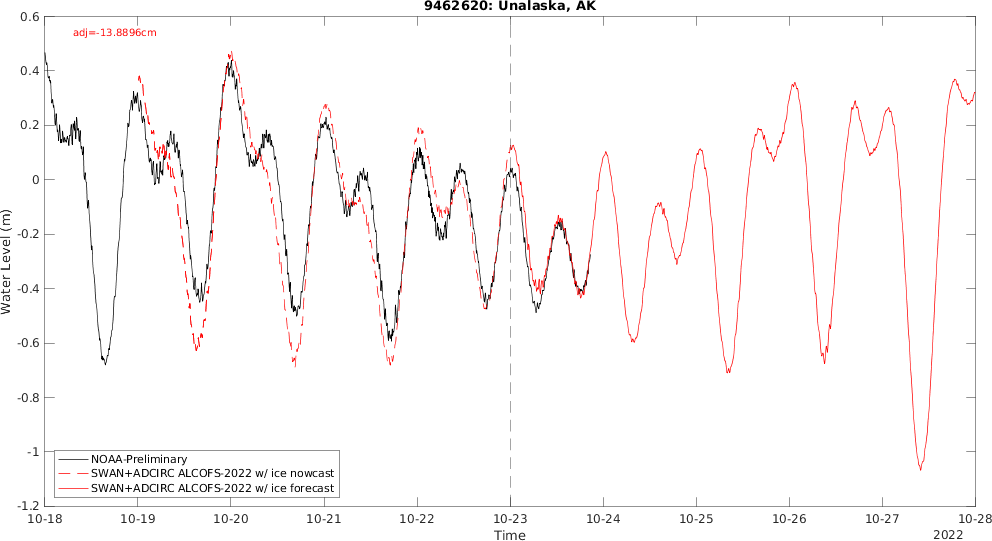 9462620: Unalaska, AK
adj=-13.8896cm
0.6
0.4
0.2
0
-0.2
-0.4
-0.6
-0.8
-1
-1.2
Water Level (m)
NOAA-Preliminary
SWAN+ADCIRC ALCOFS-2022 w/ ice nowcast
SWAN+ADCIRC ALCOFS-2022 w/ ice forecast
10-18 10-19 10-20 10-21 10-22 10-23 10-24 10-25 10-26 10-27 10-28
Time
2022